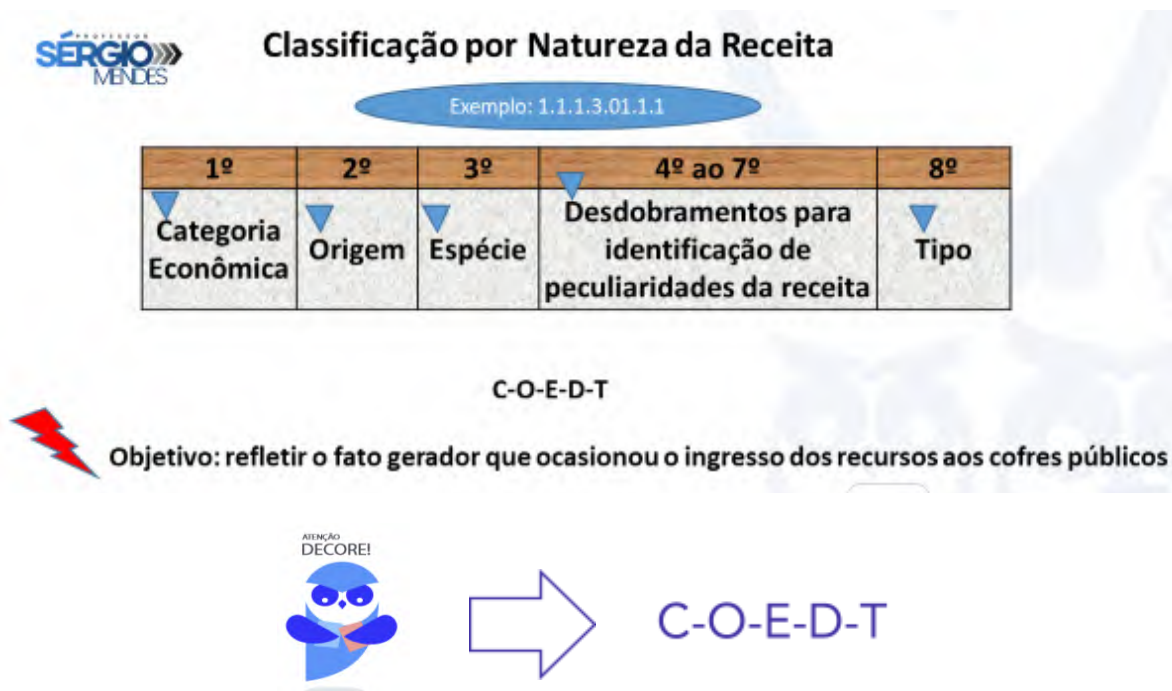 PROFESSOR
SÉRGIO
MENDES
Classificação por Natureza da Receita
Exemplo: 1.1.1.3.01.1.1
1º 2º 3º 4º ao 7º 8º
Categoria Econômica
Origem
Espécie
Desdobramentos para
identificação de
peculiaridades da receita
Tipo
C-O-E-D-T
Objetivo: refletir o fato gerador que ocasionou o ingresso dos recursos aos cofres públicos
ATENÇÃO
DECORE!
C-O-E-D-T